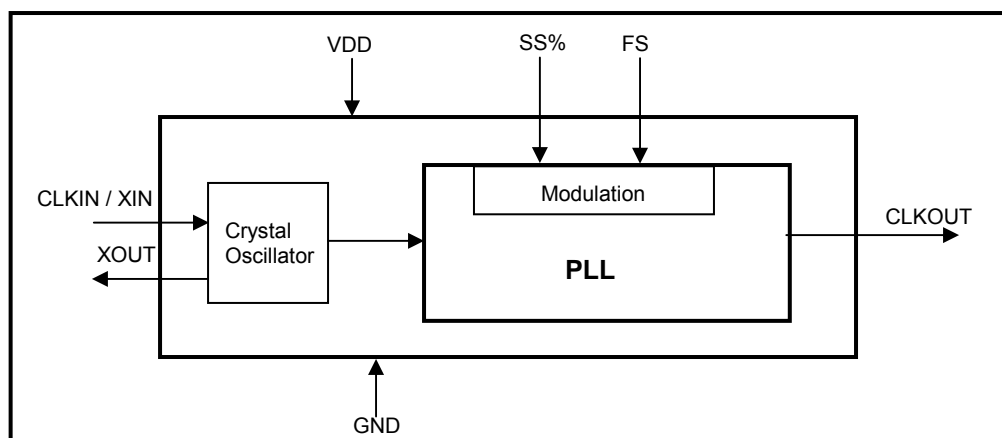 VDD
SS%
FS
CLKIN / XIN
Modulation
CLKOUT
Crystal
Oscillator
XOUT
PLL
GND